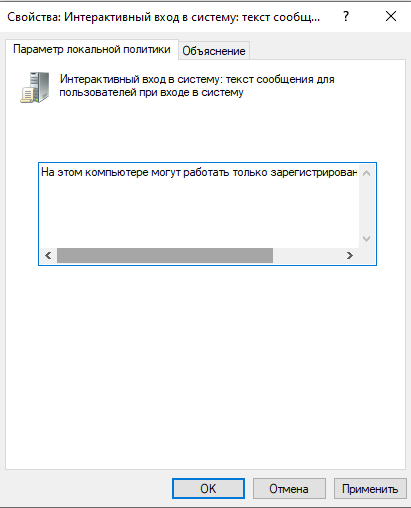 Свойства: Интерактивный вход в систему: текст сообщ...
Параметр локальной политики
Объяснение
Интерактивный вход в систему: текст сообщения для
пользователей при входе в систему
На этом компьютере могут работать только зарегистрирован
OK
Отмена
Применить